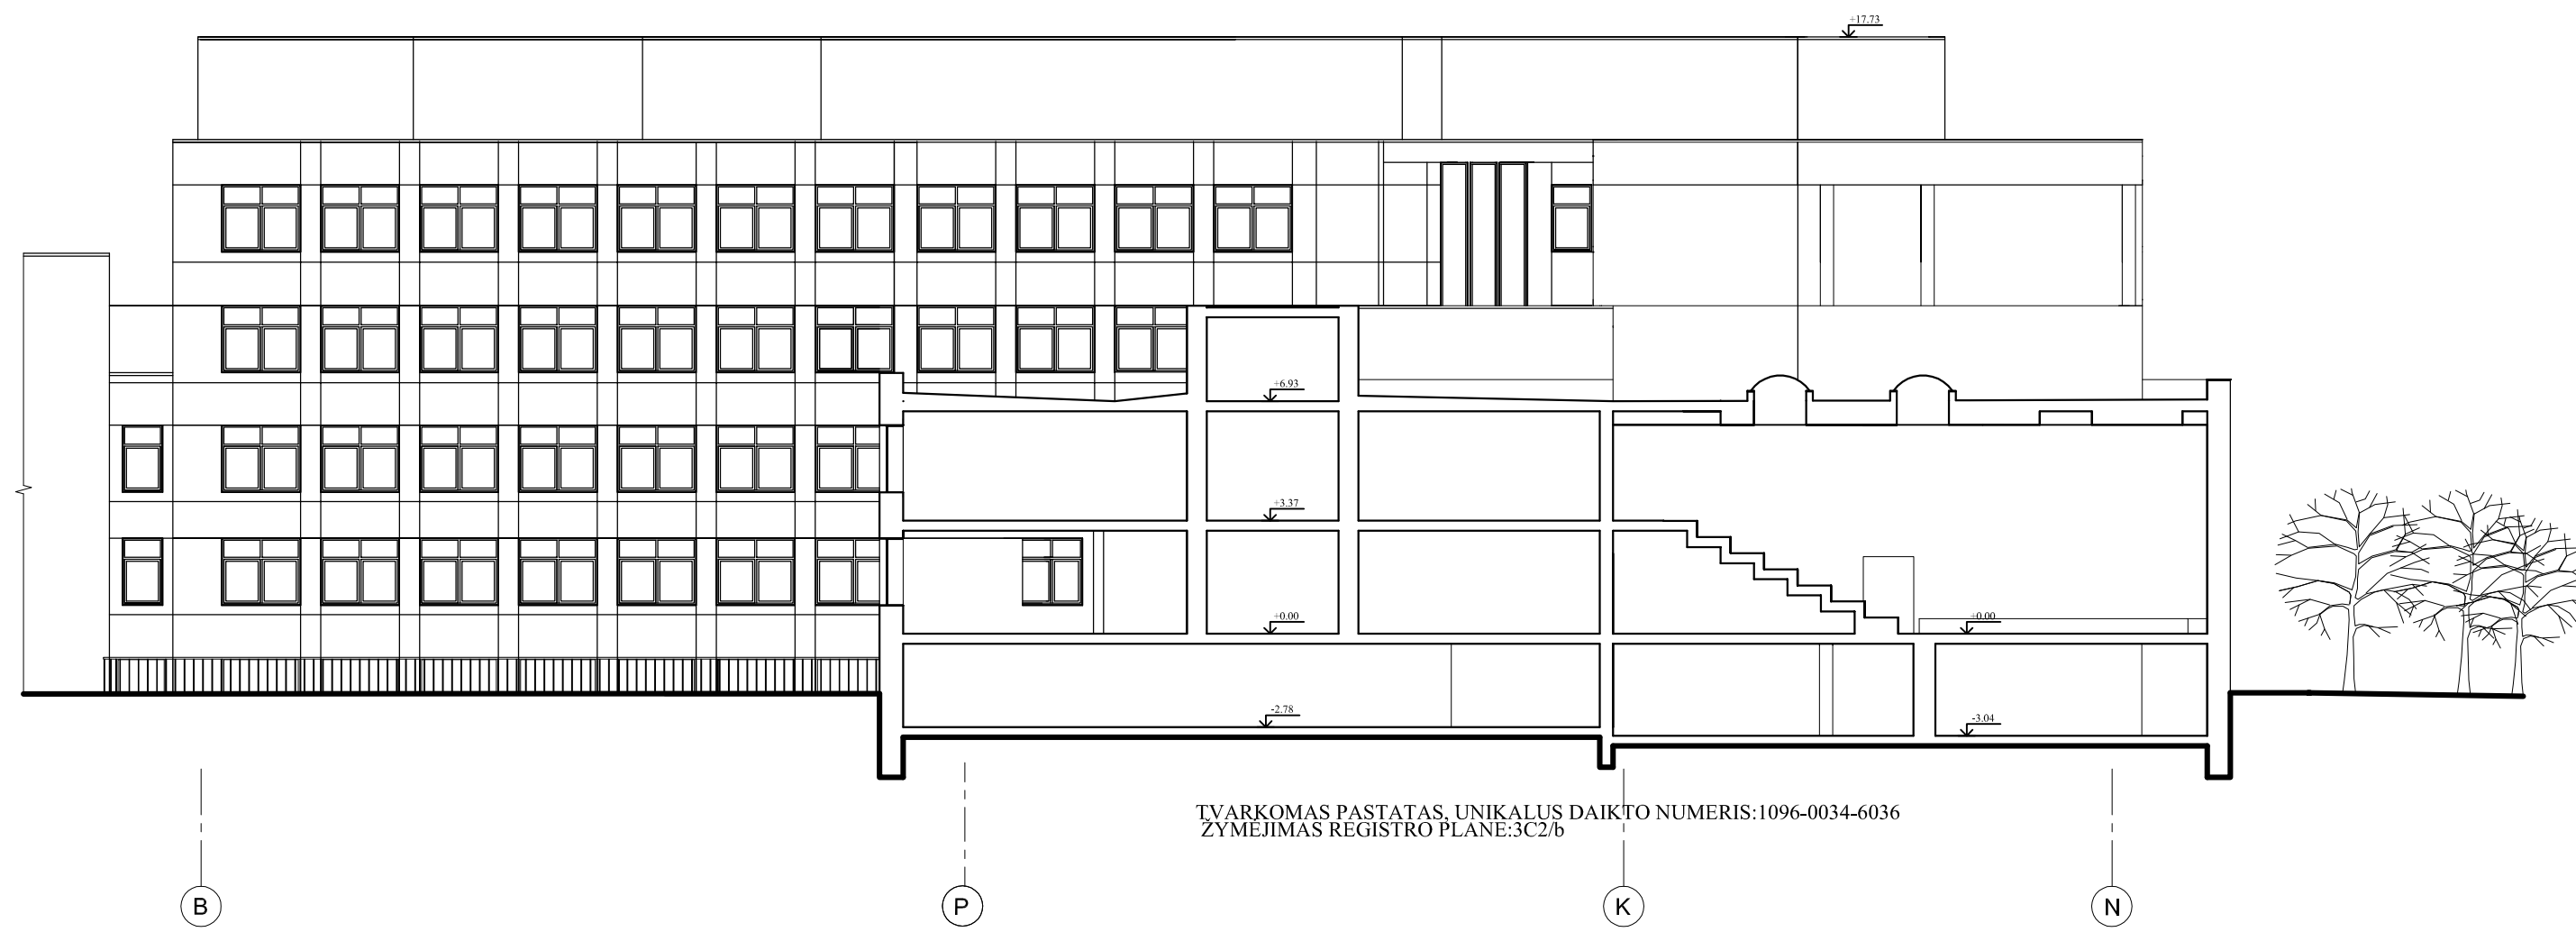 +17.73
+6.93
+3.37
+0.00
+0.00
-2.78
-3.04
TVARKOMAS PASTATAS, UNIKALUS DAIKTO NUMERIS:1096-0034-6036
ŽYMĖJIMAS REGISTRO PLANE:3C2/b
B
P
K
N